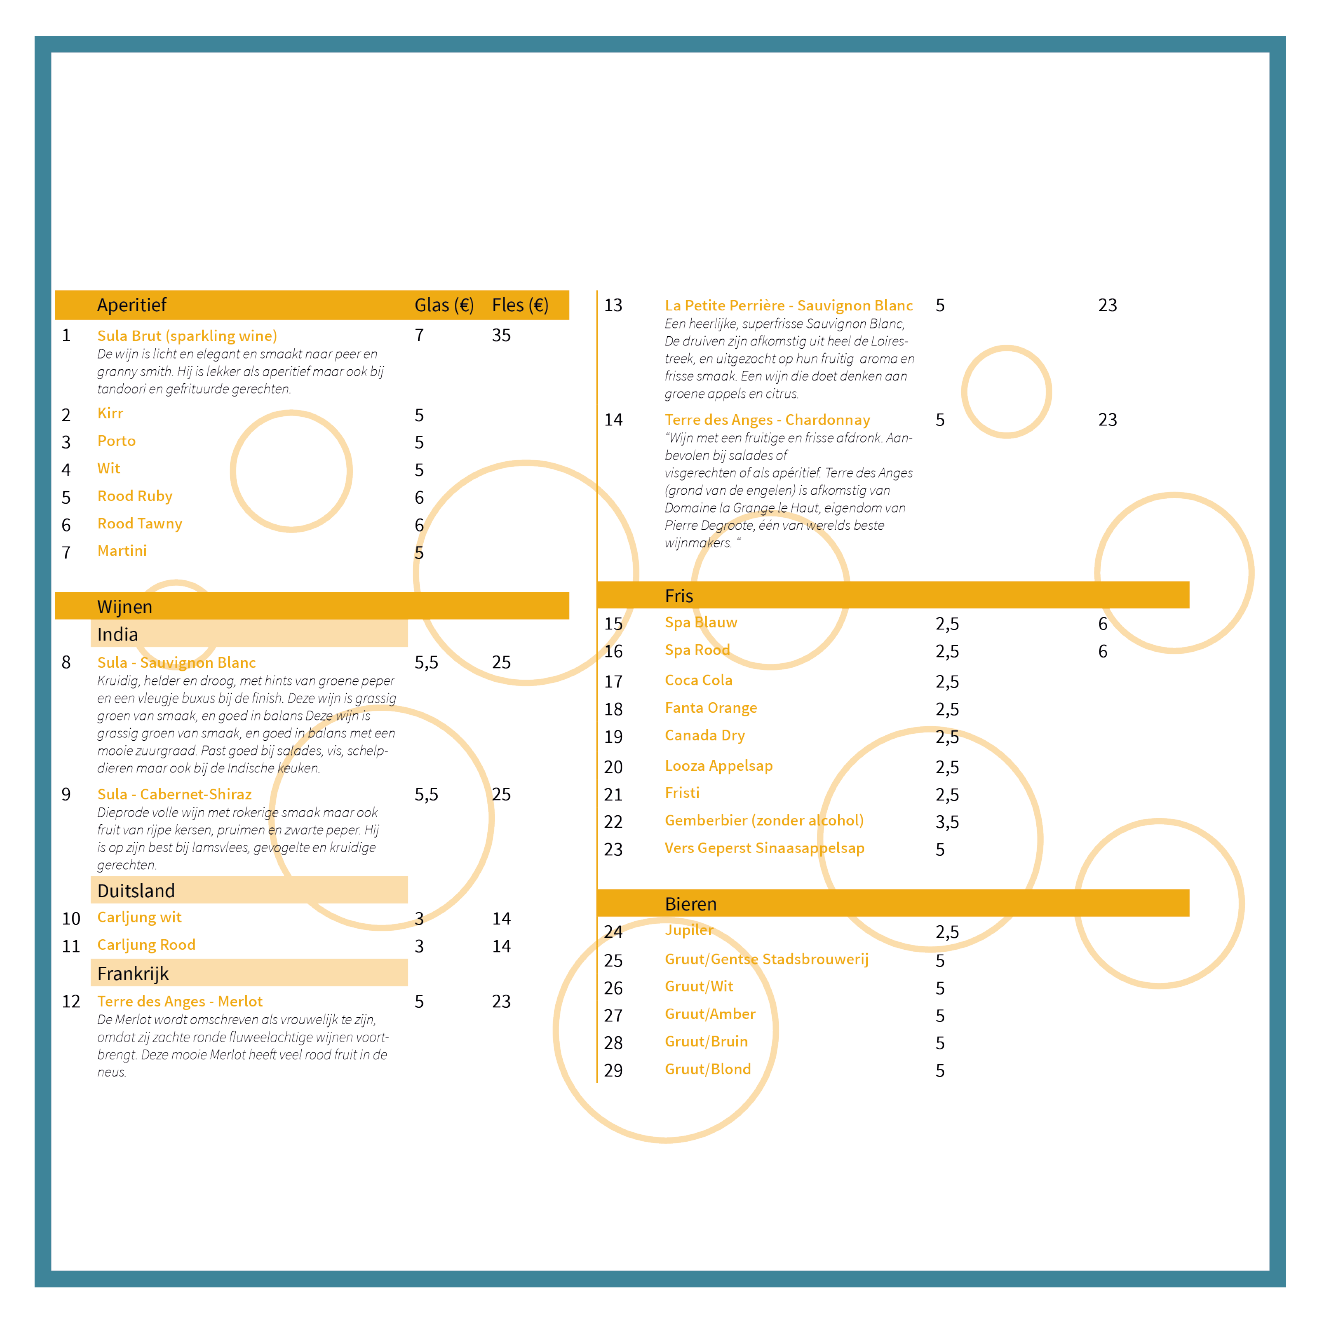 Aperitief Glas (€) Fles (€)
1 Sula Brut (sparkling wine) 7 35
De wijn is licht en elegant en smaakt naar peer en
granny smith. Hij is lekker als aperitief maar ook bij
tandoori en gefrituurde gerechten.
2 Kirr 5
3 Porto 5
4 Wit 5
5 Rood Ruby 6
6 Rood Tawny 6
7 Martini 5
Wijnen
India
8 Sula - Sauvignon Blanc 5,5 25
Kruidig, helder en droog, met hints van groene peper
en een vleugje buxus bij de finish. Deze wijn is grassig
groen van smaak, en goed in balans Deze wijn is
grassig groen van smaak, en goed in balans met een
mooie zuurgraad. Past goed bij salades, vis, schelp-
dieren maar ook bij de Indische keuken.
9 Sula - Cabernet-Shiraz 5,5 25
Dieprode volle wijn met rokerige smaak maar ook
fruit van rijpe kersen, pruimen en zwarte peper. Hij
is op zijn best bij lamsvlees, gevogelte en kruidige
gerechten.
Duitsland
10 Carljung wit 3 14
11 Carljung Rood 3 14
Frankrijk
12 Terre des Anges - Merlot 5 23
De Merlot wordt omschreven als vrouwelijk te zijn,
omdat zij zachte ronde fluweelachtige wijnen voort-
brengt. Deze mooie Merlot heeft veel rood fruit in de
neus.
13 La Petite Perrière - Sauvignon Blanc 5 23
Een heerlijke, superfrisse Sauvignon Blanc,
De druiven zijn afkomstig uit heel de Loires-
treek, en uitgezocht op hun fruitig aroma en
frisse smaak. Een wijn die doet denken aan
groene appels en citrus.
14 Terre des Anges - Chardonnay 5 23
“Wijn met een fruitige en frisse afdronk. Aan-
bevolen bij salades of
visgerechten of als apéritief. Terre des Anges
(grond van de engelen) is afkomstig van
Domaine la Grange le Haut, eigendom van
Pierre Degroote, één van werelds beste
wijnmakers. “
Fris
15 Spa Blauw 2,5 6
16 Spa Rood 2,5 6
17 Coca Cola 2,5
18 Fanta Orange 2,5
19 Canada Dry 2,5
20 Looza Appelsap 2,5
21 Fristi 2,5
22 Gemberbier (zonder alcohol) 3,5
23 Vers Geperst Sinaasappelsap 5
Bieren
24 Jupiler 2,5
25 Gruut/Gentse Stadsbrouwerij 5
26 Gruut/Wit 5
27 Gruut/Amber 5
28 Gruut/Bruin 5
29 Gruut/Blond 5